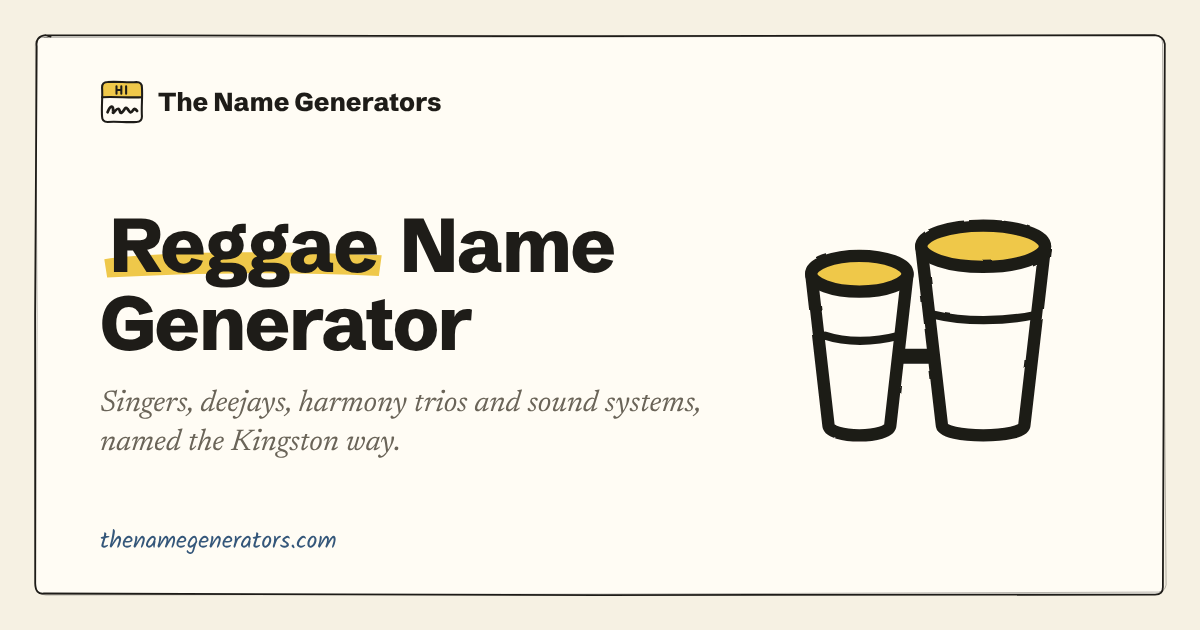 HI
The Name Generators
Reggae Name
Generator
Singers, deejays, harmony trios and sound systems,
named the Kingston way.
thenamegenerators.com